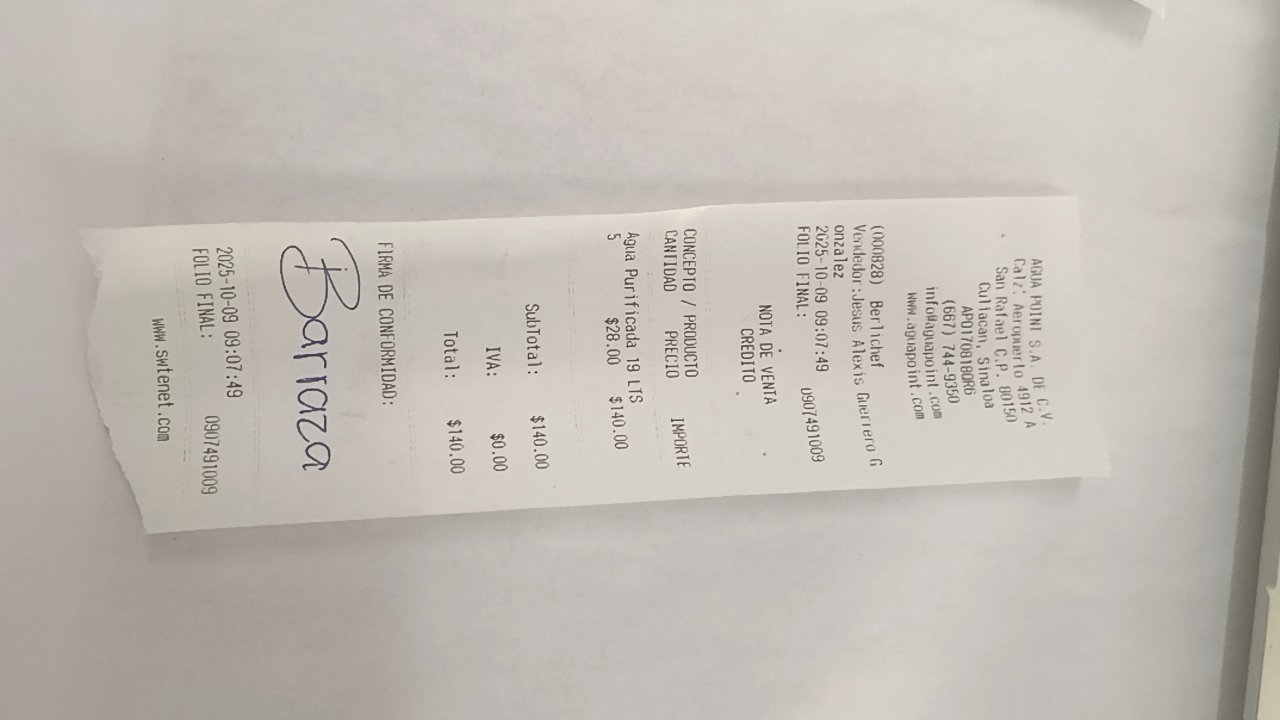 AGUA POINT S.A. DE C.V.
Calz. Aeropuerto 4912 A
San Rafael C.P. 80150
Culiacan, Sinaloa
APO170818QR6
(667) 744-9350
info@aguapoint.com
www.aguapoint.com
(000828) Berlichef
Vendedor:Jesus Alexis Guerrero G
onzalez
2025-10-09 09:07:49
FOLIO FINAL: 0907491009
NOTA DE VENTA
CREDITO
CONCEPTO / PRODUCTO
CANTIDAD PRECIO IMPORTE
Agua Purificada 19 LTS
5 $28.00 $140.00
SubTotal: $140.00
IVA: $0.00
Total: $140.00
FIRMA DE CONFORMIDAD:
Barraza
2025-10-09 09:07:49
FOLIO FINAL: 0907491009
www.swtenet.com